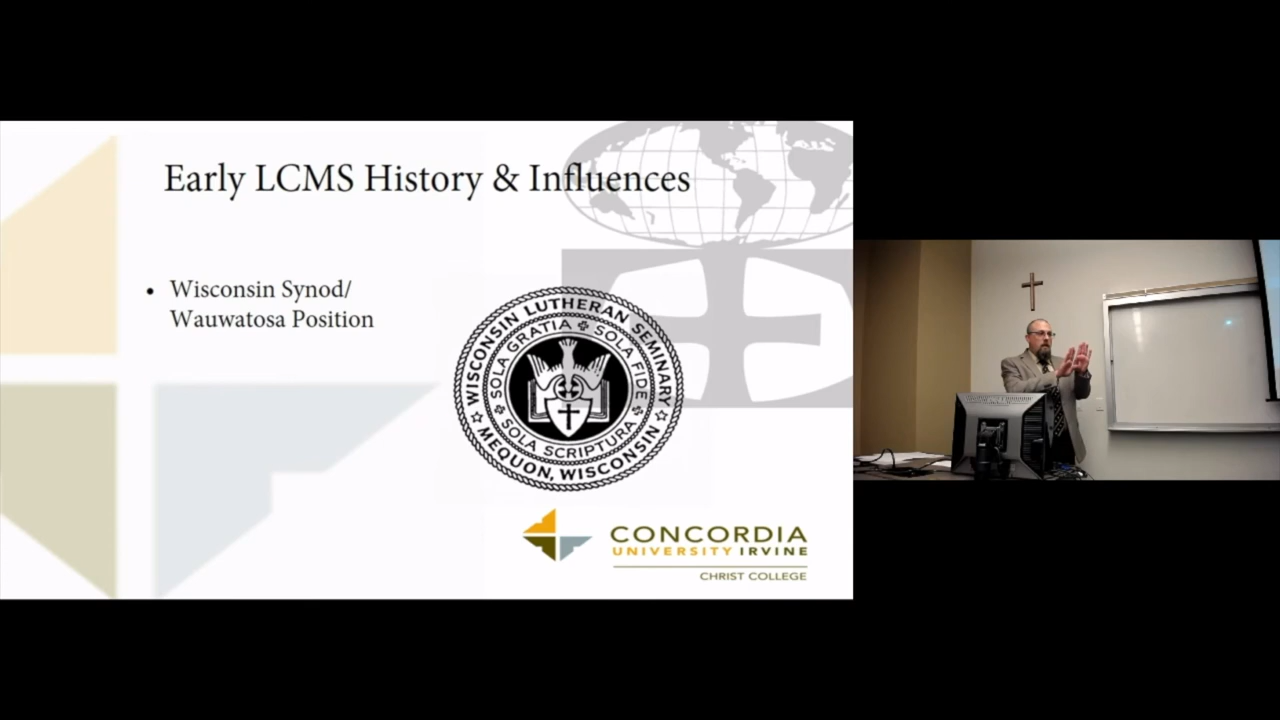 Early LCMS History & Influences
• Wisconsin Synod/
Wauwatosa Position
WISCONSIN LUTHERAN SEMINARY
MEQUON, WISCONSIN
SOLA GRATIA SOLA FIDE
SOLA SCRIPTURA
CONCORDIA
UNIVERSITY IRVINE
CHRIST COLLEGE